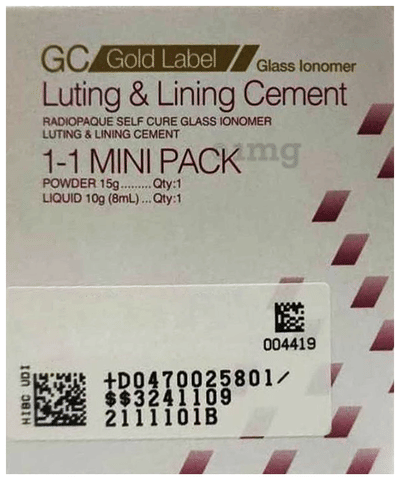 GC Gold Label Glass Ionomer
Luting & Lining Cement
RADIOPAQUE SELF CURE GLASS IONOMER
LUTING & LINING CEMENT
1-1 MINI PACK
POWDER 15g......... Qty:1
LIQUID 10g (8mL) ... Qty:1
004419
HIBC UDI
+D0470025801/
$$3241109
2111101B